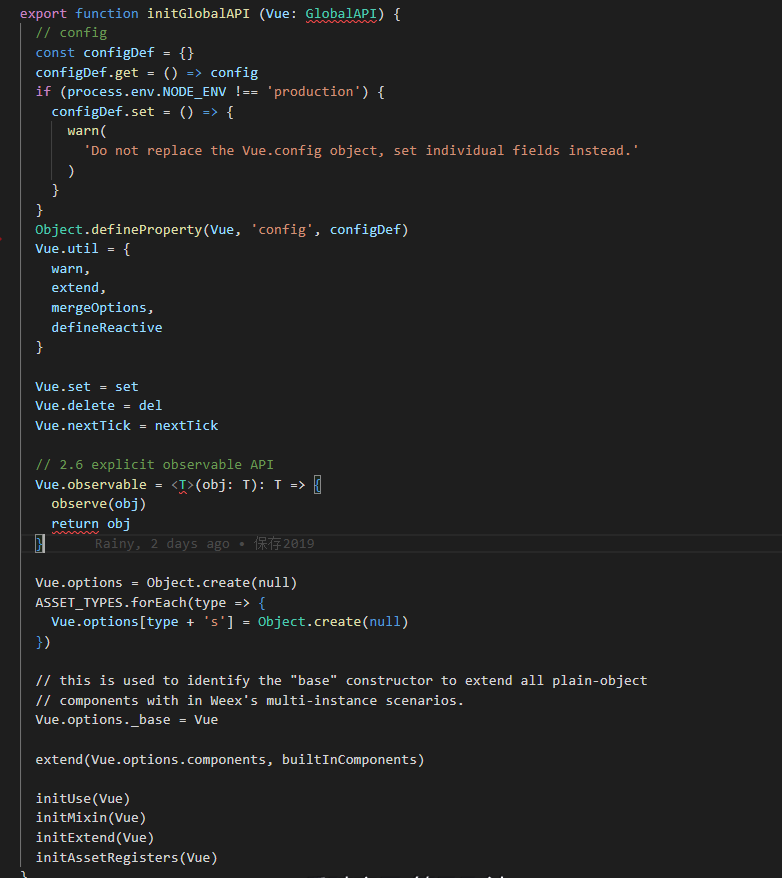 export function initGlobalAPI (Vue: GlobalAPI) {
  // config
  const configDef = {}
  configDef.get = () => config
  if (process.env.NODE_ENV !== 'production') {
    configDef.set = () => {
      warn(
        'Do not replace the Vue.config object, set individual fields instead.'
      )
    }
  }
  Object.defineProperty(Vue, 'config', configDef)
  Vue.util = {
    warn,
    extend,
    mergeOptions,
    defineReactive
  }
  Vue.set = set
  Vue.delete = del
  Vue.nextTick = nextTick
  // 2.6 explicit observable API
  Vue.observable = <T>(obj: T): T => {
    observe(obj)
    return obj
  } Rainy, 2 days ago • 保存2019
  Vue.options = Object.create(null)
  ASSET_TYPES.forEach(type => {
    Vue.options[type + 's'] = Object.create(null)
  })
  // this is used to identify the "base" constructor to extend all plain-object
  // components with in Weex's multi-instance scenarios.
  Vue.options._base = Vue
  extend(Vue.options.components, builtInComponents)
  initUse(Vue)
  initMixin(Vue)
  initExtend(Vue)
  initAssetRegisters(Vue)